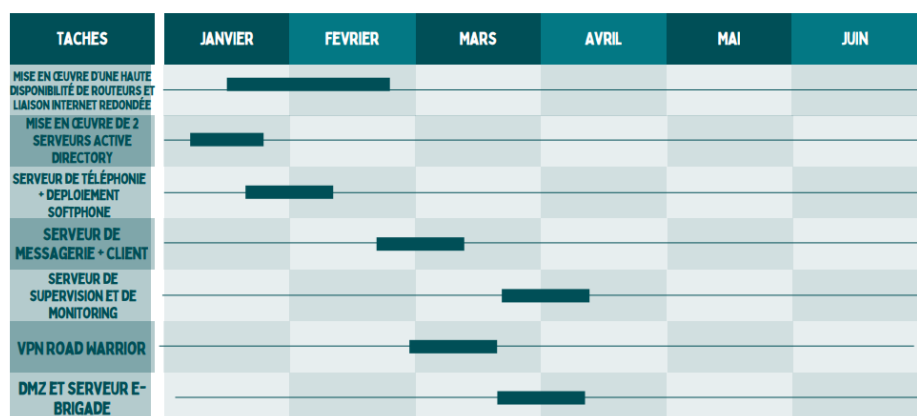 TACHES
JANVIER
FEVRIER
MARS
AVRIL
MAI
JUIN
MISE EN ŒUVRE D'UNE HAUTE
DISPONIBILITÉ DE ROUTEURS ET
LIAISON INTERNET REDONDÉE
MISE EN ŒUVRE DE 2
SERVEURS ACTIVE
DIRECTORY
SERVEUR DE TÉLÉPHONIE
+ DEPLOIEMENT
SOFTPHONE
SERVEUR DE
MESSAGERIE + CLIENT
SERVEUR DE
SUPERVISION ET DE
MONITORING
VPN ROAD WARRIOR
DMZ ET SERVEUR E-
BRIGADE